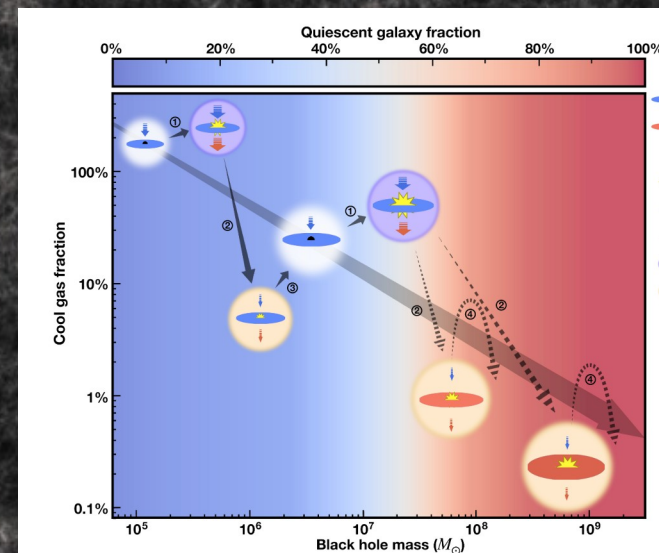 Quiescent galaxy fraction
0% 20% 40% 60% 80% 100%
① ① ② ③ ② ④ ② ④
Cool gas fraction
100%
10%
1%
0.1%
10⁵ 10⁶ 10⁷ 10⁸ 10⁹
Black hole mass (M☉)